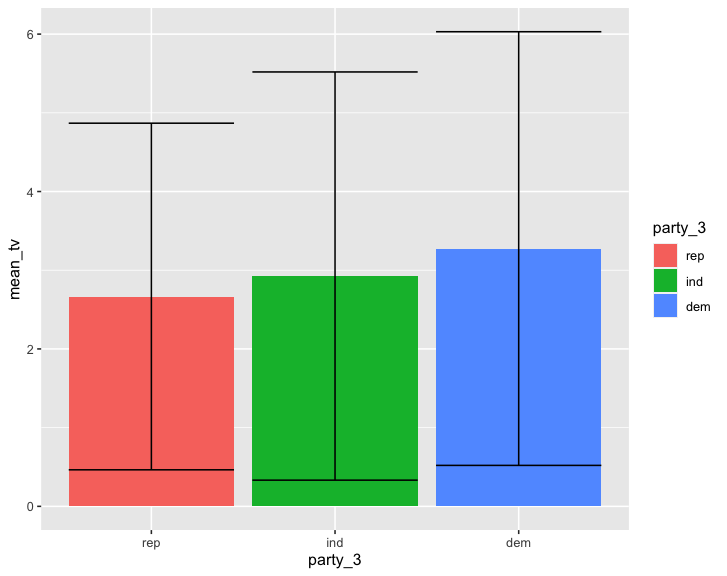 6
4
2
0
mean_tv
rep ind dem
party_3
party_3
rep
ind
dem